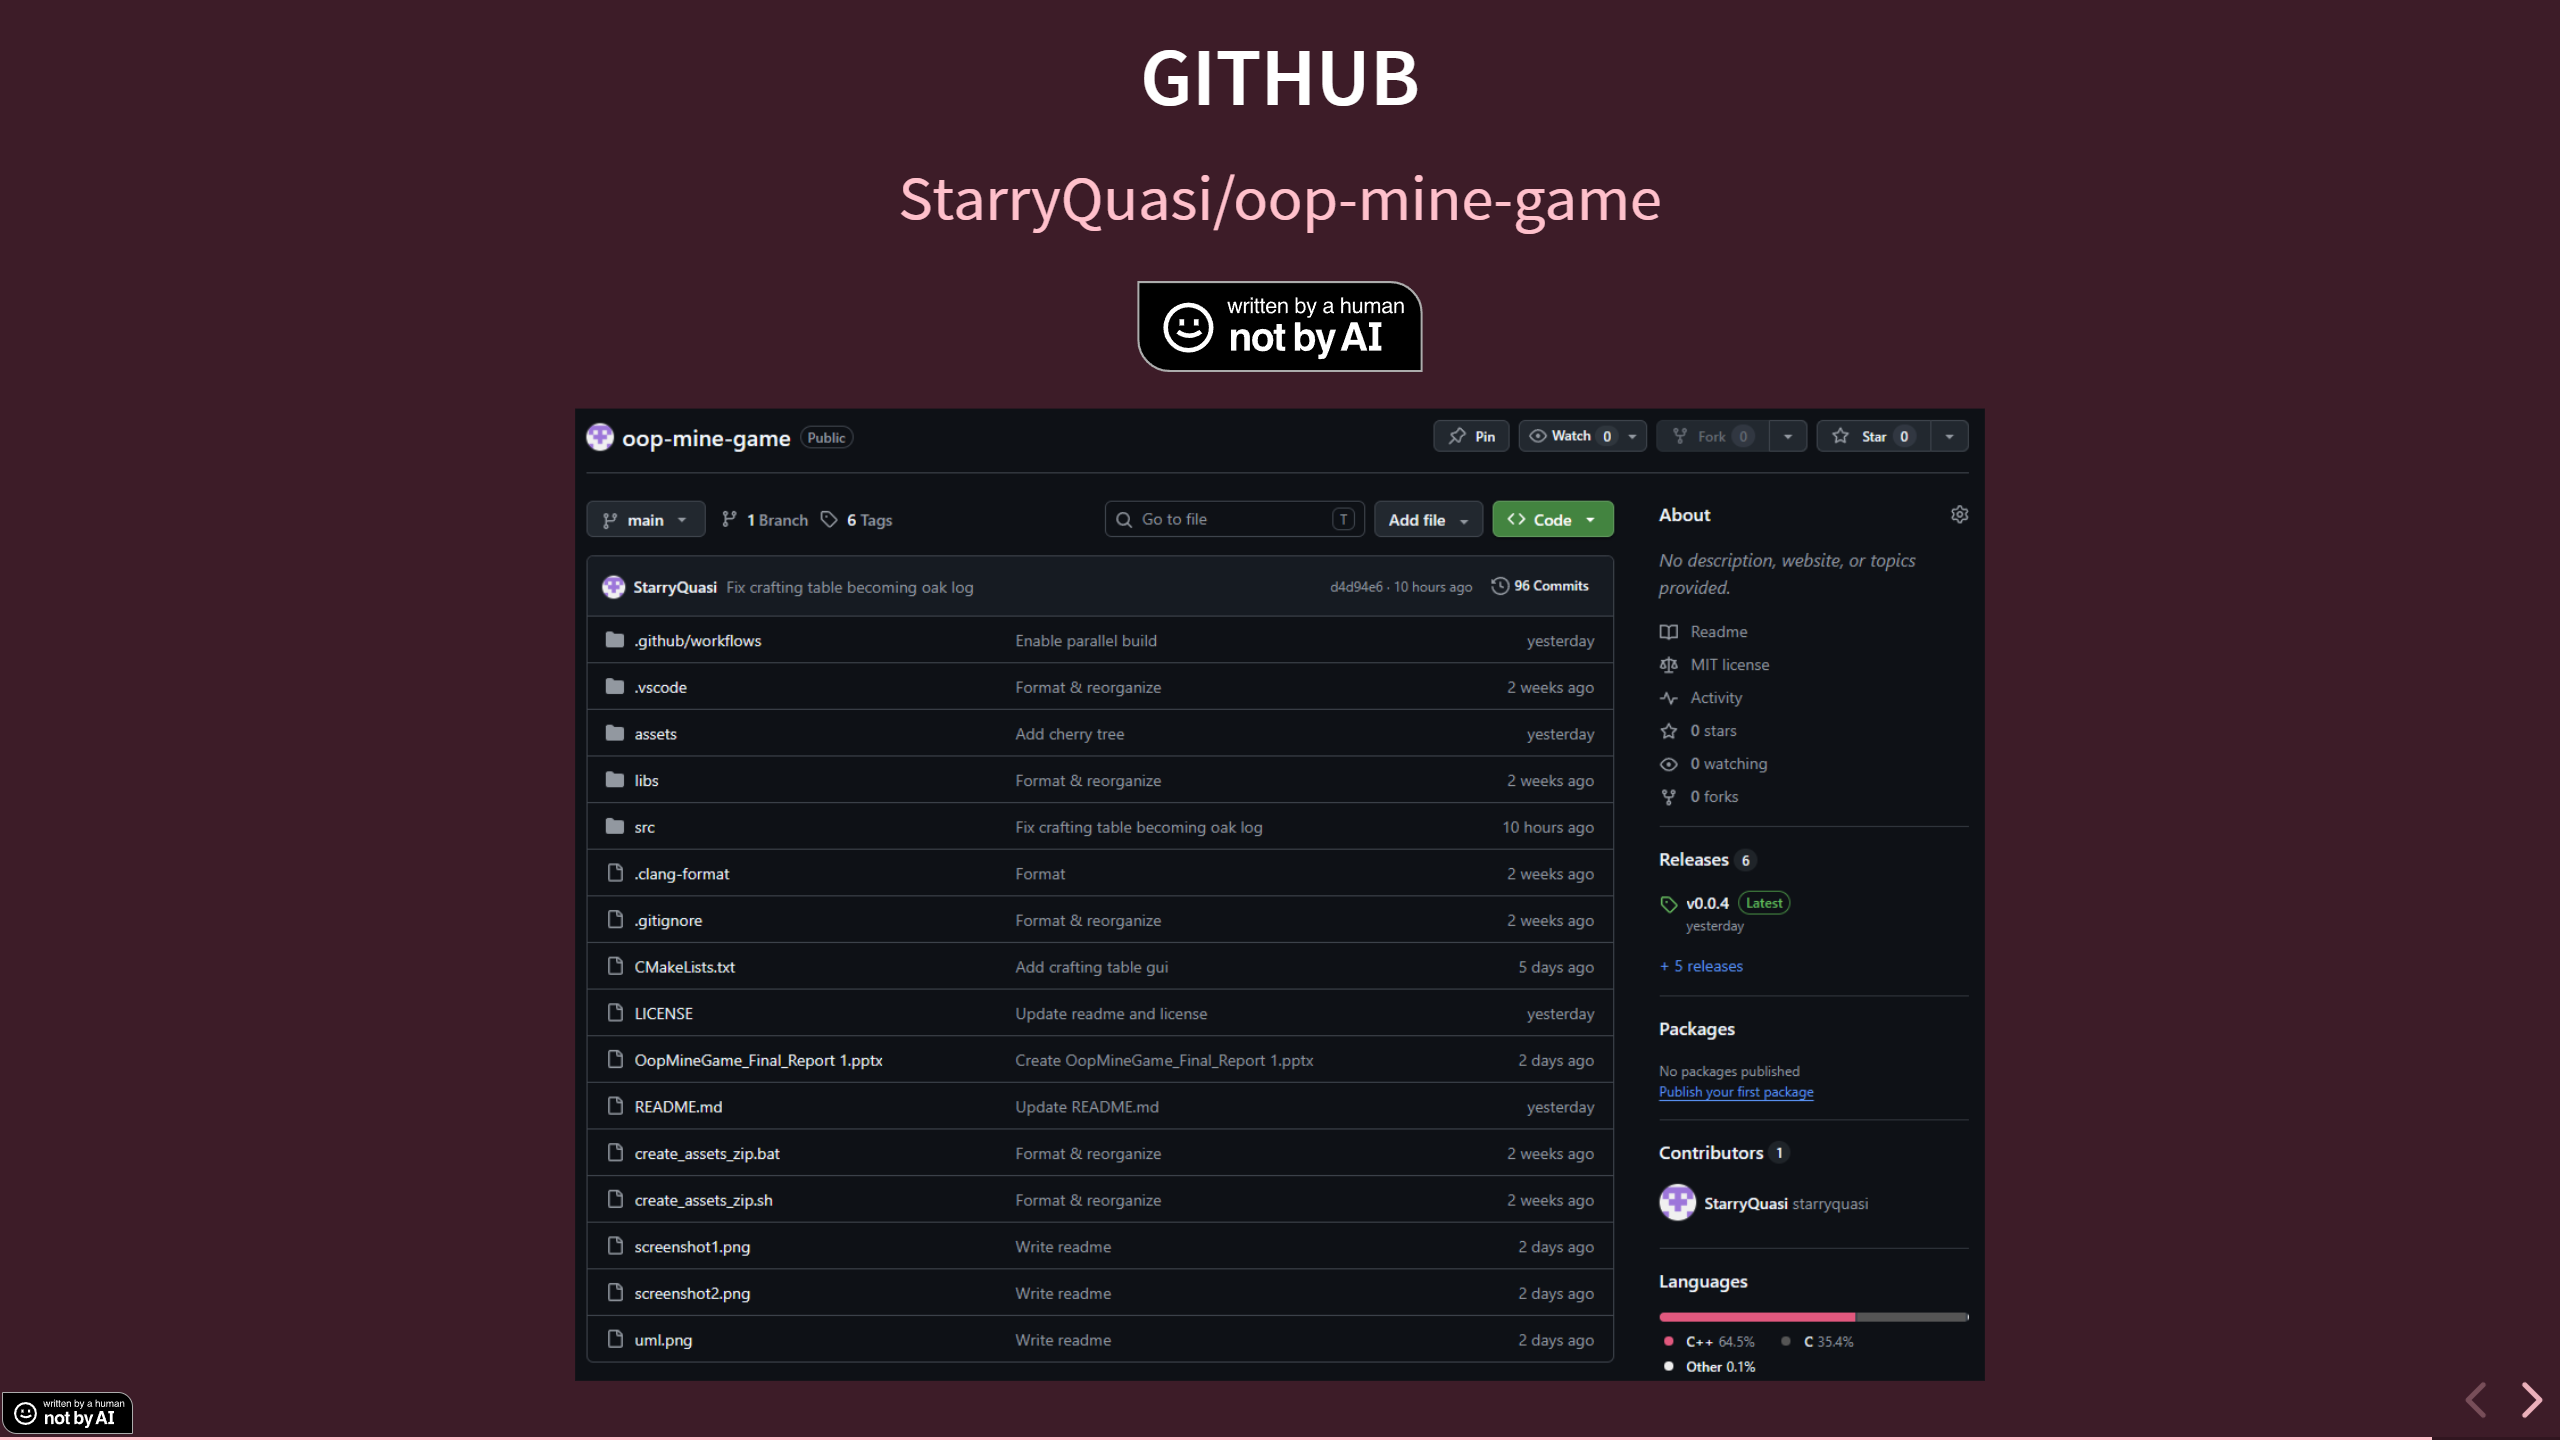 GITHUB
StarryQuasi/oop-mine-game
written by a human
not by AI
oop-mine-game Public Pin Watch 0 Fork 0 Star 0
main 1 Branch 6 Tags Go to file T Add file Code
StarryQuasi Fix crafting table becoming oak log d4d94e6 · 10 hours ago 96 Commits
.github/workflows Enable parallel build yesterday
.vscode Format & reorganize 2 weeks ago
assets Add cherry tree yesterday
libs Format & reorganize 2 weeks ago
src Fix crafting table becoming oak log 10 hours ago
.clang-format Format 2 weeks ago
.gitignore Format & reorganize 2 weeks ago
CMakeLists.txt Add crafting table gui 5 days ago
LICENSE Update readme and license yesterday
OopMineGame_Final_Report 1.pptx Create OopMineGame_Final_Report 1.pptx 2 days ago
README.md Update README.md yesterday
create_assets_zip.bat Format & reorganize 2 weeks ago
create_assets_zip.sh Format & reorganize 2 weeks ago
screenshot1.png Write readme 2 days ago
screenshot2.png Write readme 2 days ago
uml.png Write readme 2 days ago
About
No description, website, or topics
provided.
Readme
MIT license
Activity
0 stars
0 watching
0 forks
Releases 6
v0.0.4 Latest
yesterday
+ 5 releases
Packages
No packages published
Publish your first package
Contributors 1
StarryQuasi starryquasi
Languages
C++ 64.5% C 35.4%
Other 0.1%
written by a human
not by AI